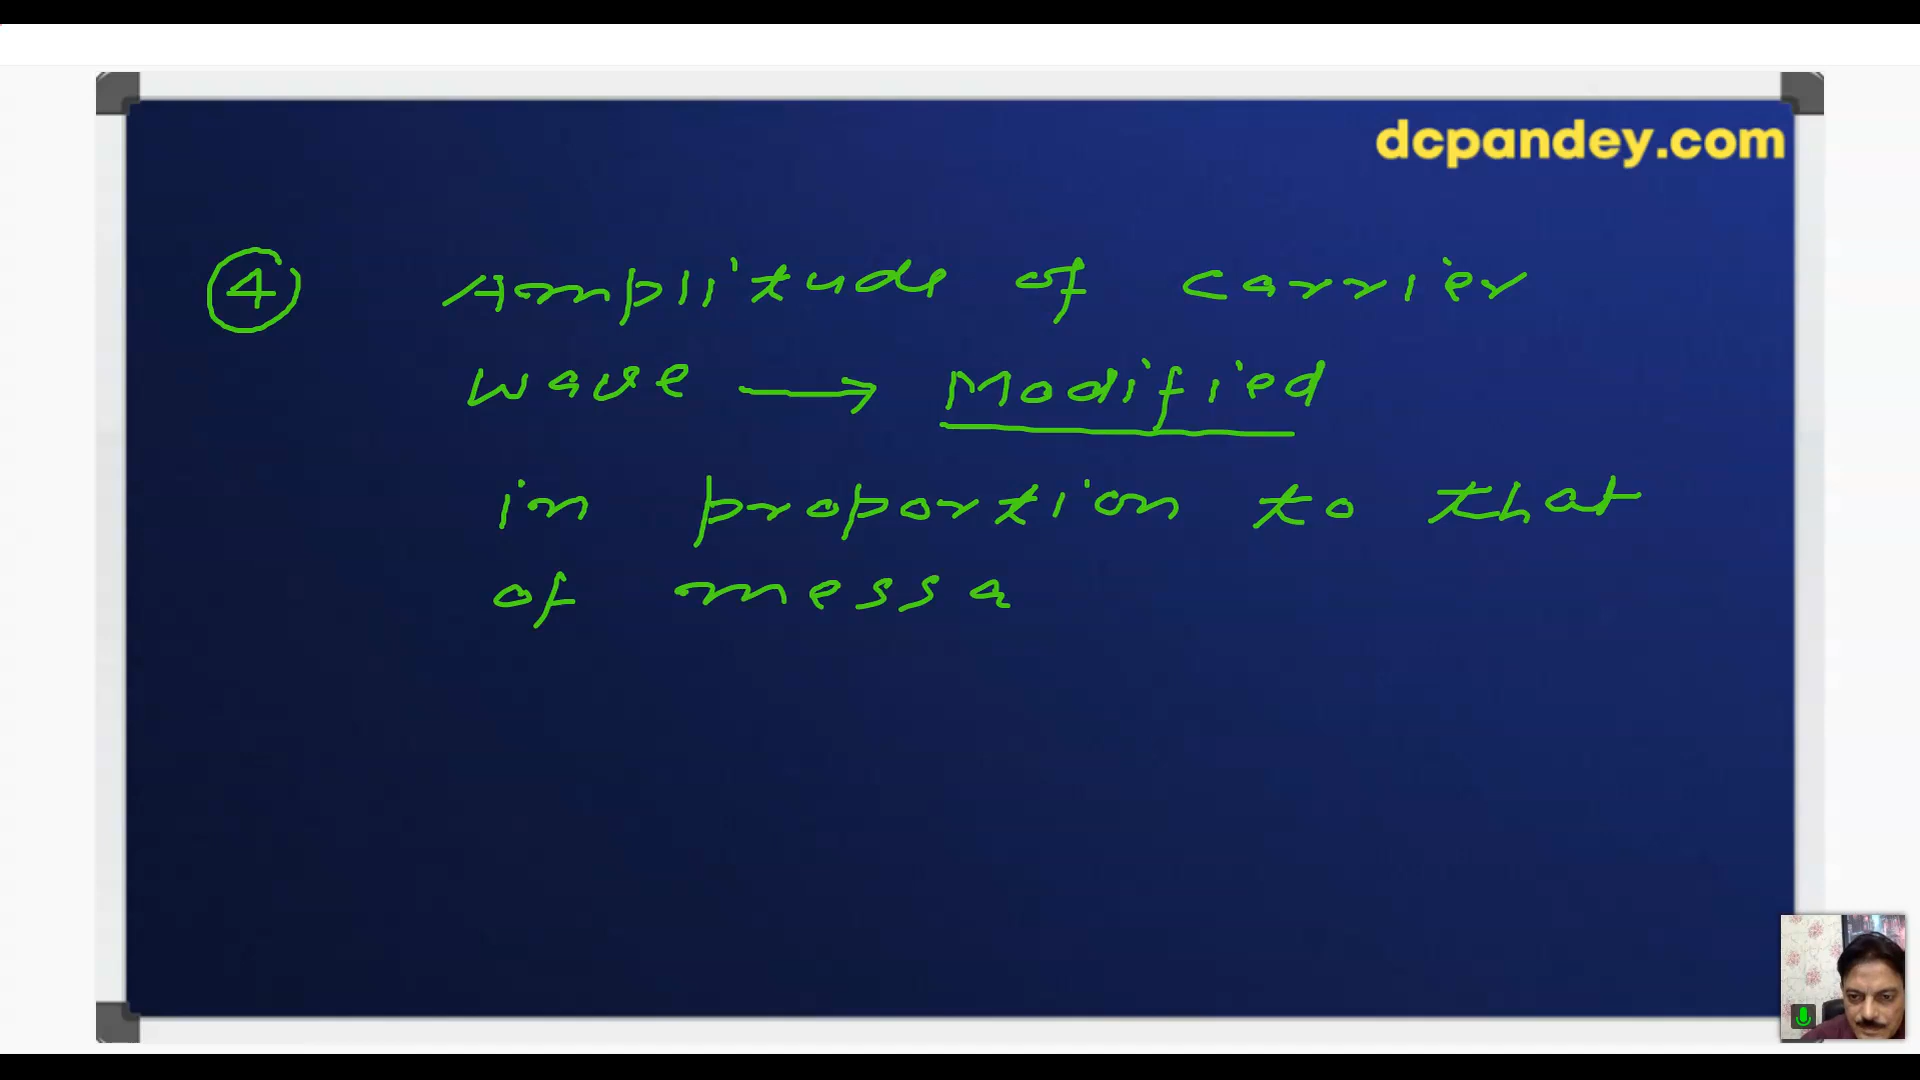 dcpandey.com
④ Amplitude of carrier
wave → Modified
in proportion to that
of messa